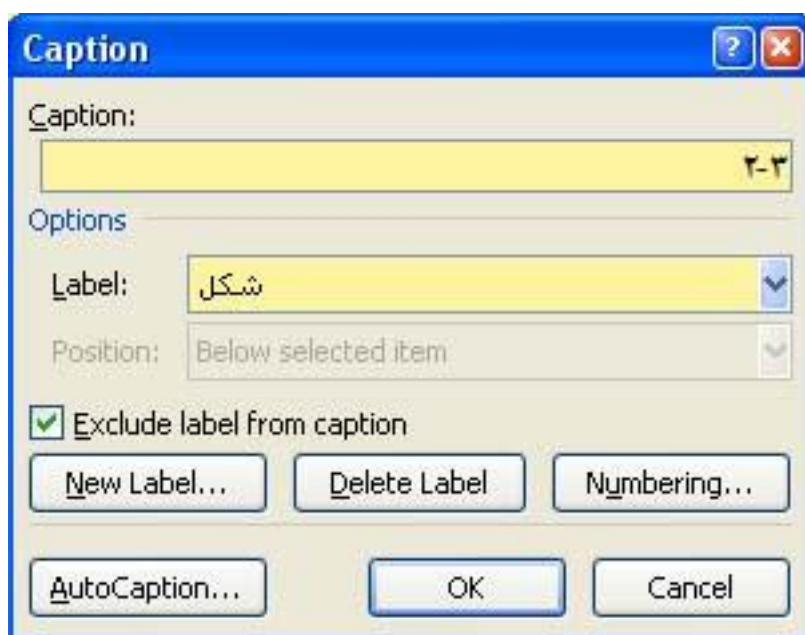 Caption
Caption:
۲-۳
Options
Label:
شکل
Position:
Below selected item
Exclude label from caption
New Label...
Delete Label
Numbering...
AutoCaption...
OK
Cancel